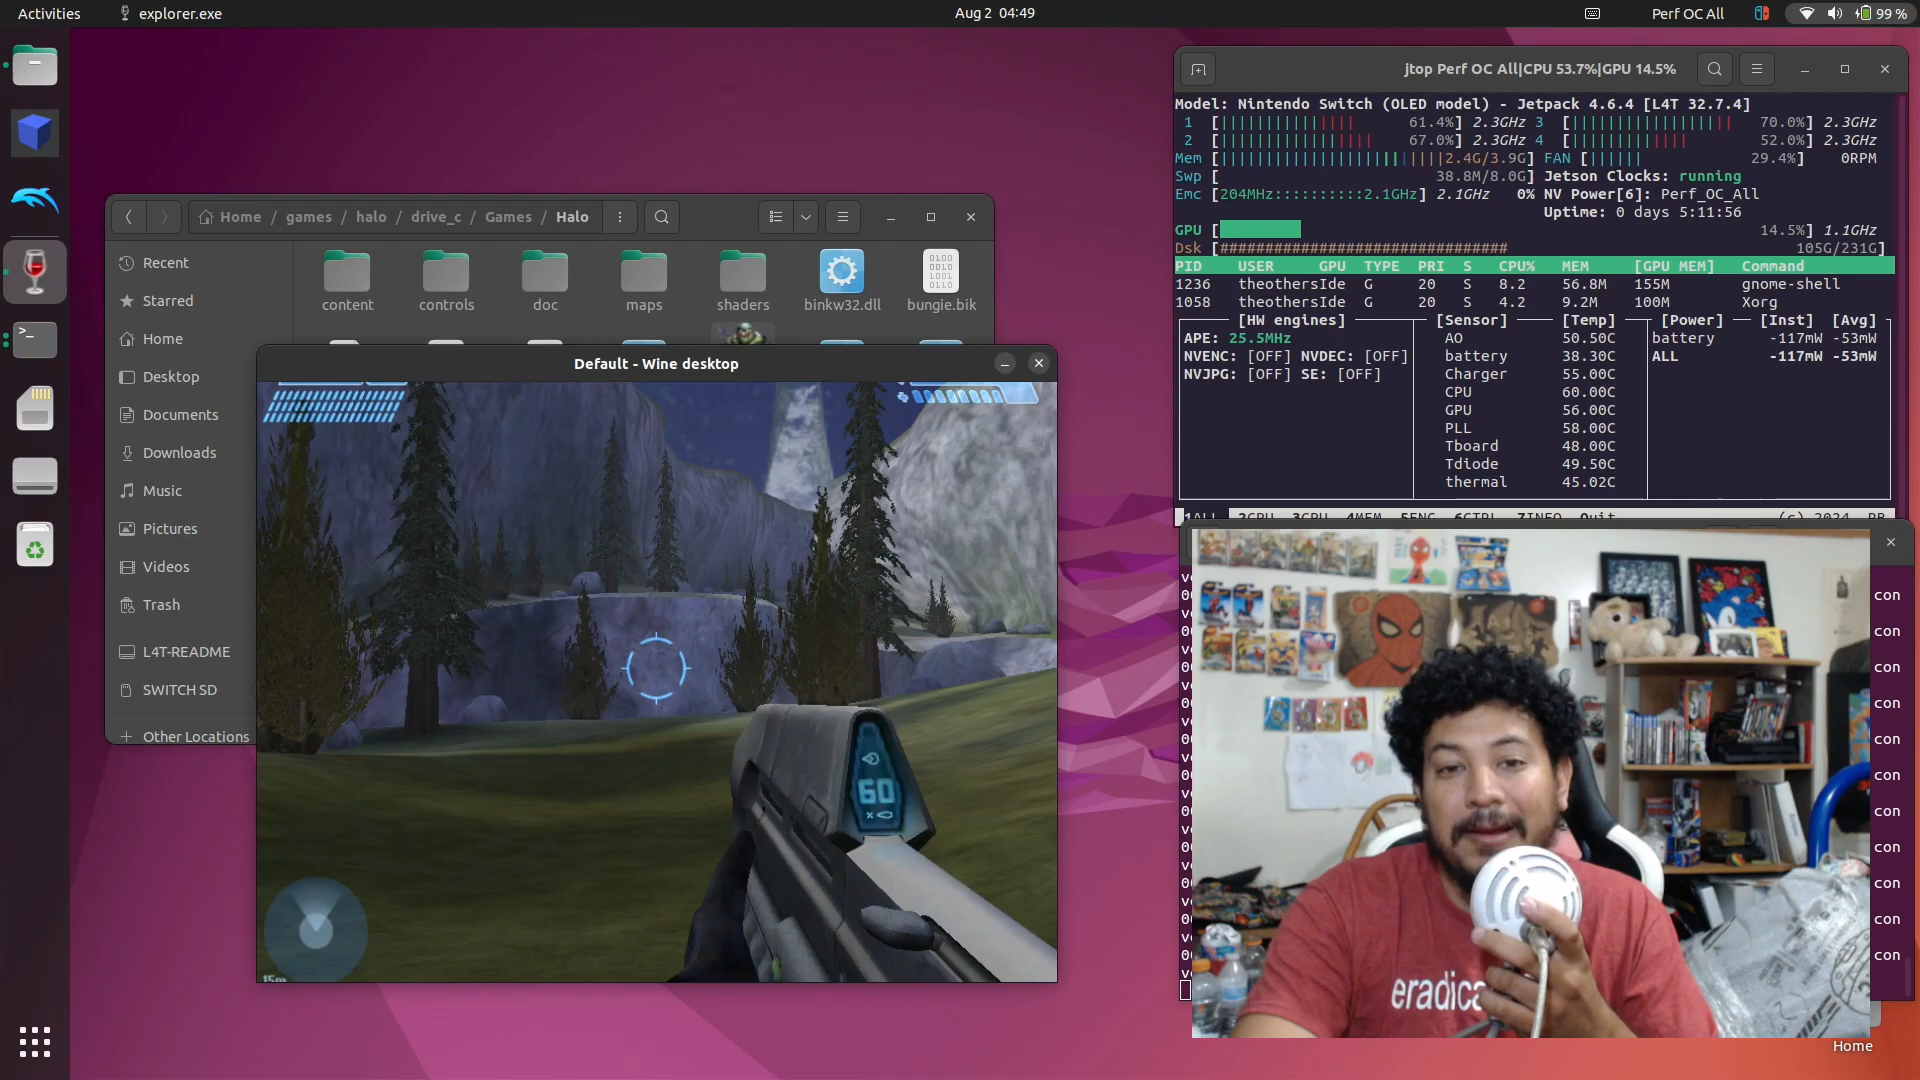 Activities
explorer.exe
Aug 2 04:49
Perf OC All
99 %
jtop Perf OC All|CPU 53.7%|GPU 14.5%
Model: Nintendo Switch (OLED model) - Jetpack 4.6.4 [L4T 32.7.4]
1 [|||||||||||||||| 61.4%] 2.3GHz 3 [||||||||||||||||||| 70.0%] 2.3GHz
2 [|||||||||||||||||| 67.0%] 2.3GHz 4 [|||||||||||||| 52.0%] 2.3GHz
Mem [||||||||||||||||||||||||||2.4G/3.9G] FAN [|||||| 29.4%] 0RPM
Swp [ 38.8M/8.0G] Jetson Clocks: running
Emc [204MHz::::::::::2.1GHz] 2.1GHz 0% NV Power[6]: Perf_OC_All
Uptime: 0 days 5:11:56
GPU [ 14.5%] 1.1GHz
Dsk [################################ 105G/231G]
PID USER GPU TYPE PRI S CPU% MEM [GPU MEM] Command
1236 theothersIde G 20 S 8.2 56.8M 155M gnome-shell
1058 theothersIde G 20 S 4.2 9.2M 100M Xorg
[HW engines] [Sensor] [Temp] [Power] [Inst] [Avg]
APE: 25.5MHz AO 50.50C battery -117mW -53mW
NVENC: [OFF] NVDEC: [OFF] battery 38.30C ALL -117mW -53mW
NVJPG: [OFF] SE: [OFF] Charger 55.00C
CPU 60.00C
GPU 56.00C
PLL 58.00C
Tboard 48.00C
Tdiode 49.50C
thermal 45.02C
Home / games / halo / drive_c / Games / Halo
Recent
Starred
Home
Desktop
Documents
Downloads
Music
Pictures
Videos
Trash
L4T-README
SWITCH SD
Other Locations
content
controls
doc
maps
shaders
binkw32.dll
bungie.bik
Default - Wine desktop
60
15m
con
con
con
con
con
con
con
con
con
con
con
eradica
Home